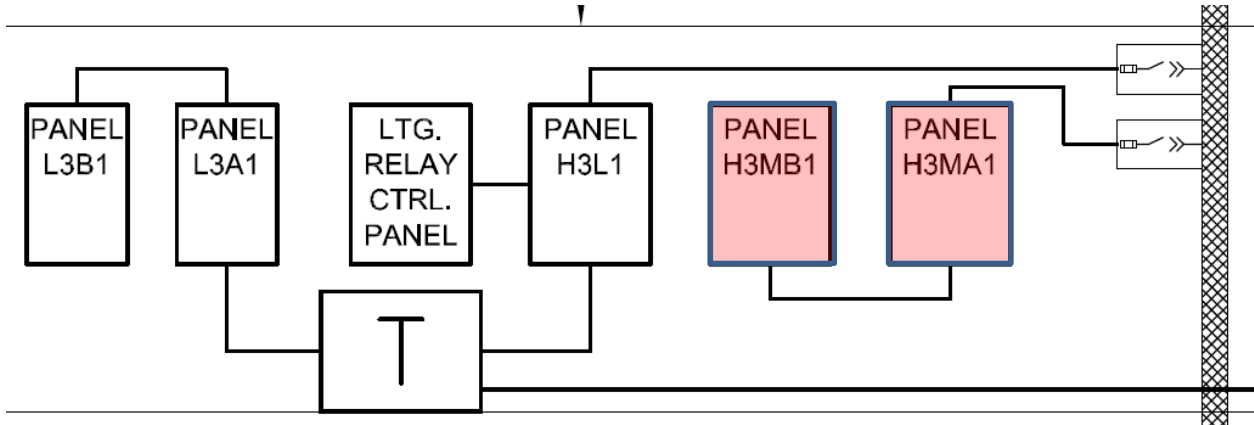 PANEL
L3B1
PANEL
L3A1
LTG.
RELAY
CTRL.
PANEL
PANEL
H3L1
PANEL
H3MB1
PANEL
H3MA1
T